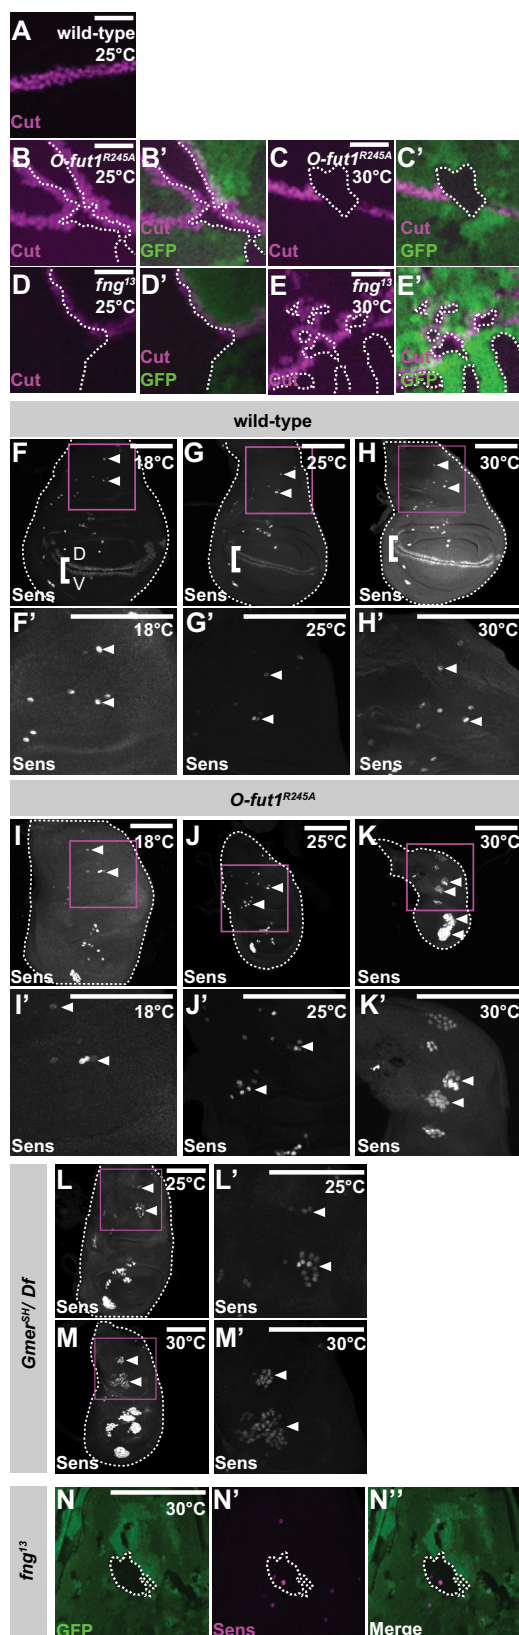 A
wild-type
25°C
Cut
B
O-fut1R245A
25°C
Cut
B'
Cut
GFP
C
O-fut1R245A
30°C
Cut
C'
Cut
GFP
D
fng13
25°C
Cut
D'
Cut
GFP
E
fng13
30°C
Cut
E'
Cut
GFP
wild-type
F
18°C
D
V
Sens
G
25°C
Sens
H
30°C
Sens
F'
18°C
Sens
G'
25°C
Sens
H'
30°C
Sens
O-fut1R245A
I
18°C
Sens
J
25°C
Sens
K
30°C
Sens
I'
18°C
Sens
J'
25°C
Sens
K'
30°C
Sens
GmerSH/ Df
L
25°C
Sens
L'
25°C
Sens
M
30°C
Sens
M'
30°C
Sens
fng13
N
30°C
GFP
N'
Sens
N''
Merge